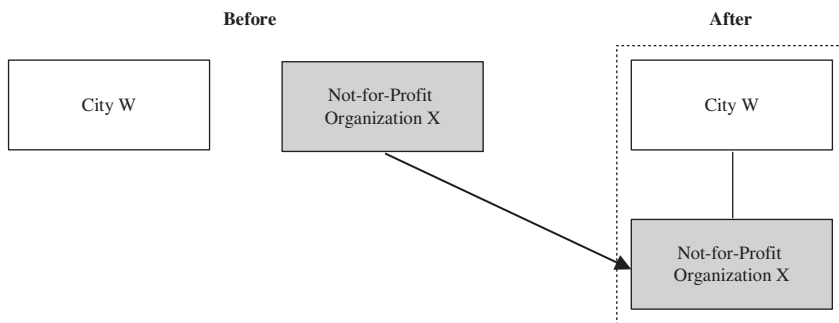 Before
After
City W
Not-for-Profit
Organization X
City W
Not-for-Profit
Organization X